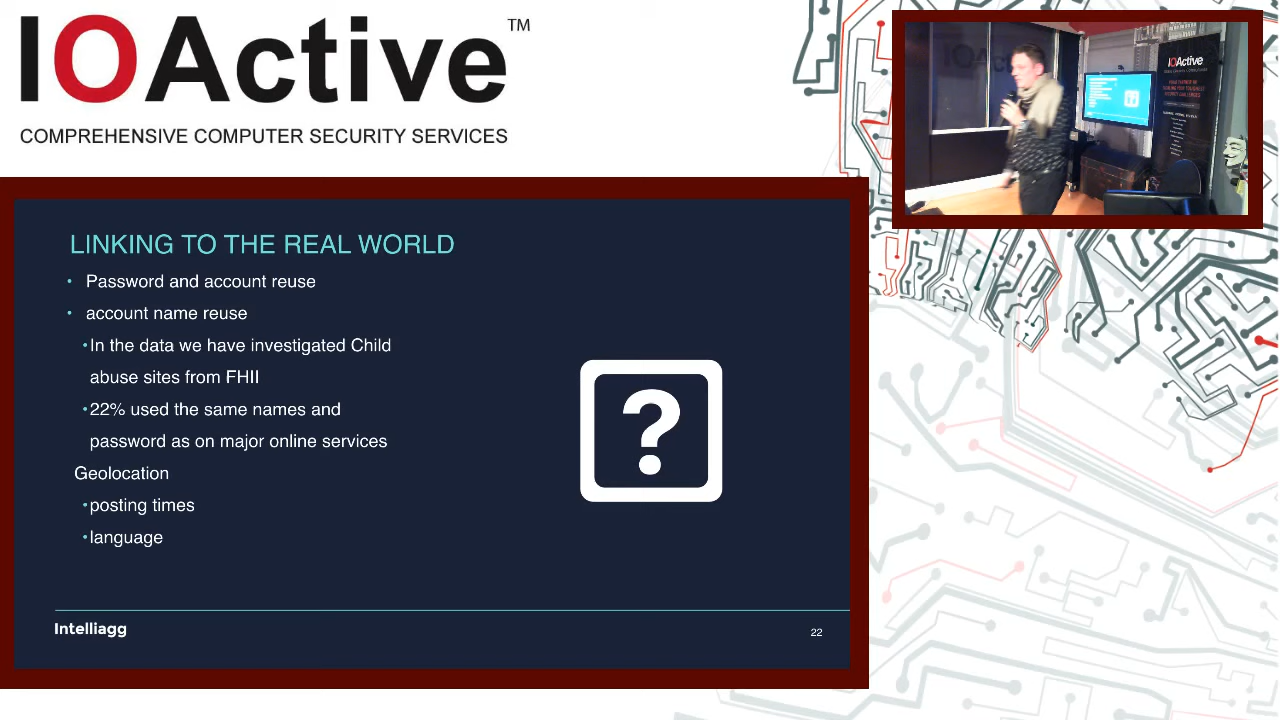 IOActive™
COMPREHENSIVE COMPUTER SECURITY SERVICES
IOActive
LINKING TO THE REAL WORLD
• Password and account reuse
• account name reuse
•In the data we have investigated Child
abuse sites from FHII
•22% used the same names and
password as on major online services
Geolocation
•posting times
•language
?
Intelliagg
22